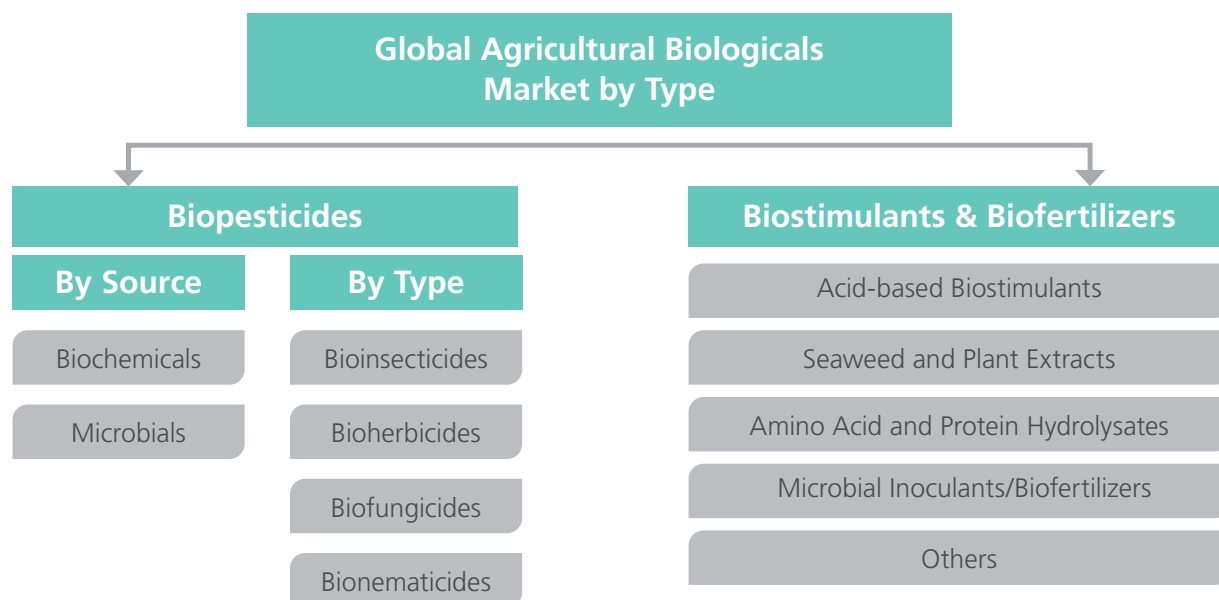 Global Agricultural Biologicals
Market by Type
Biopesticides
By Source
Biochemicals
Microbials
By Type
Bioinsecticides
Bioherbicides
Biofungicides
Bionematicides
Biostimulants & Biofertilizers
Acid-based Biostimulants
Seaweed and Plant Extracts
Amino Acid and Protein Hydrolysates
Microbial Inoculants/Biofertilizers
Others